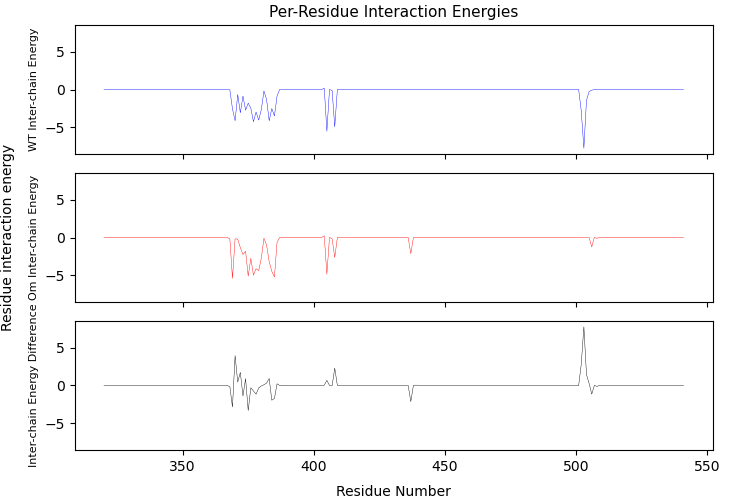 Per-Residue Interaction Energies
WT Inter-chain Energy
5
0
−5
Residue interaction energy
Om Inter-chain Energy
5
0
−5
Inter-chain Energy Difference
5
0
−5
350
400
450
500
550
Residue Number